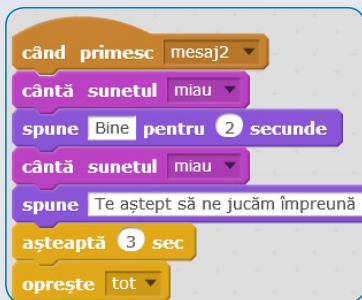 când primesc mesaj2
cântă sunetul miau
spune Bine pentru 2 secunde
cântă sunetul miau
spune Te aștept să ne jucăm împreună
așteaptă 3 sec
oprește tot